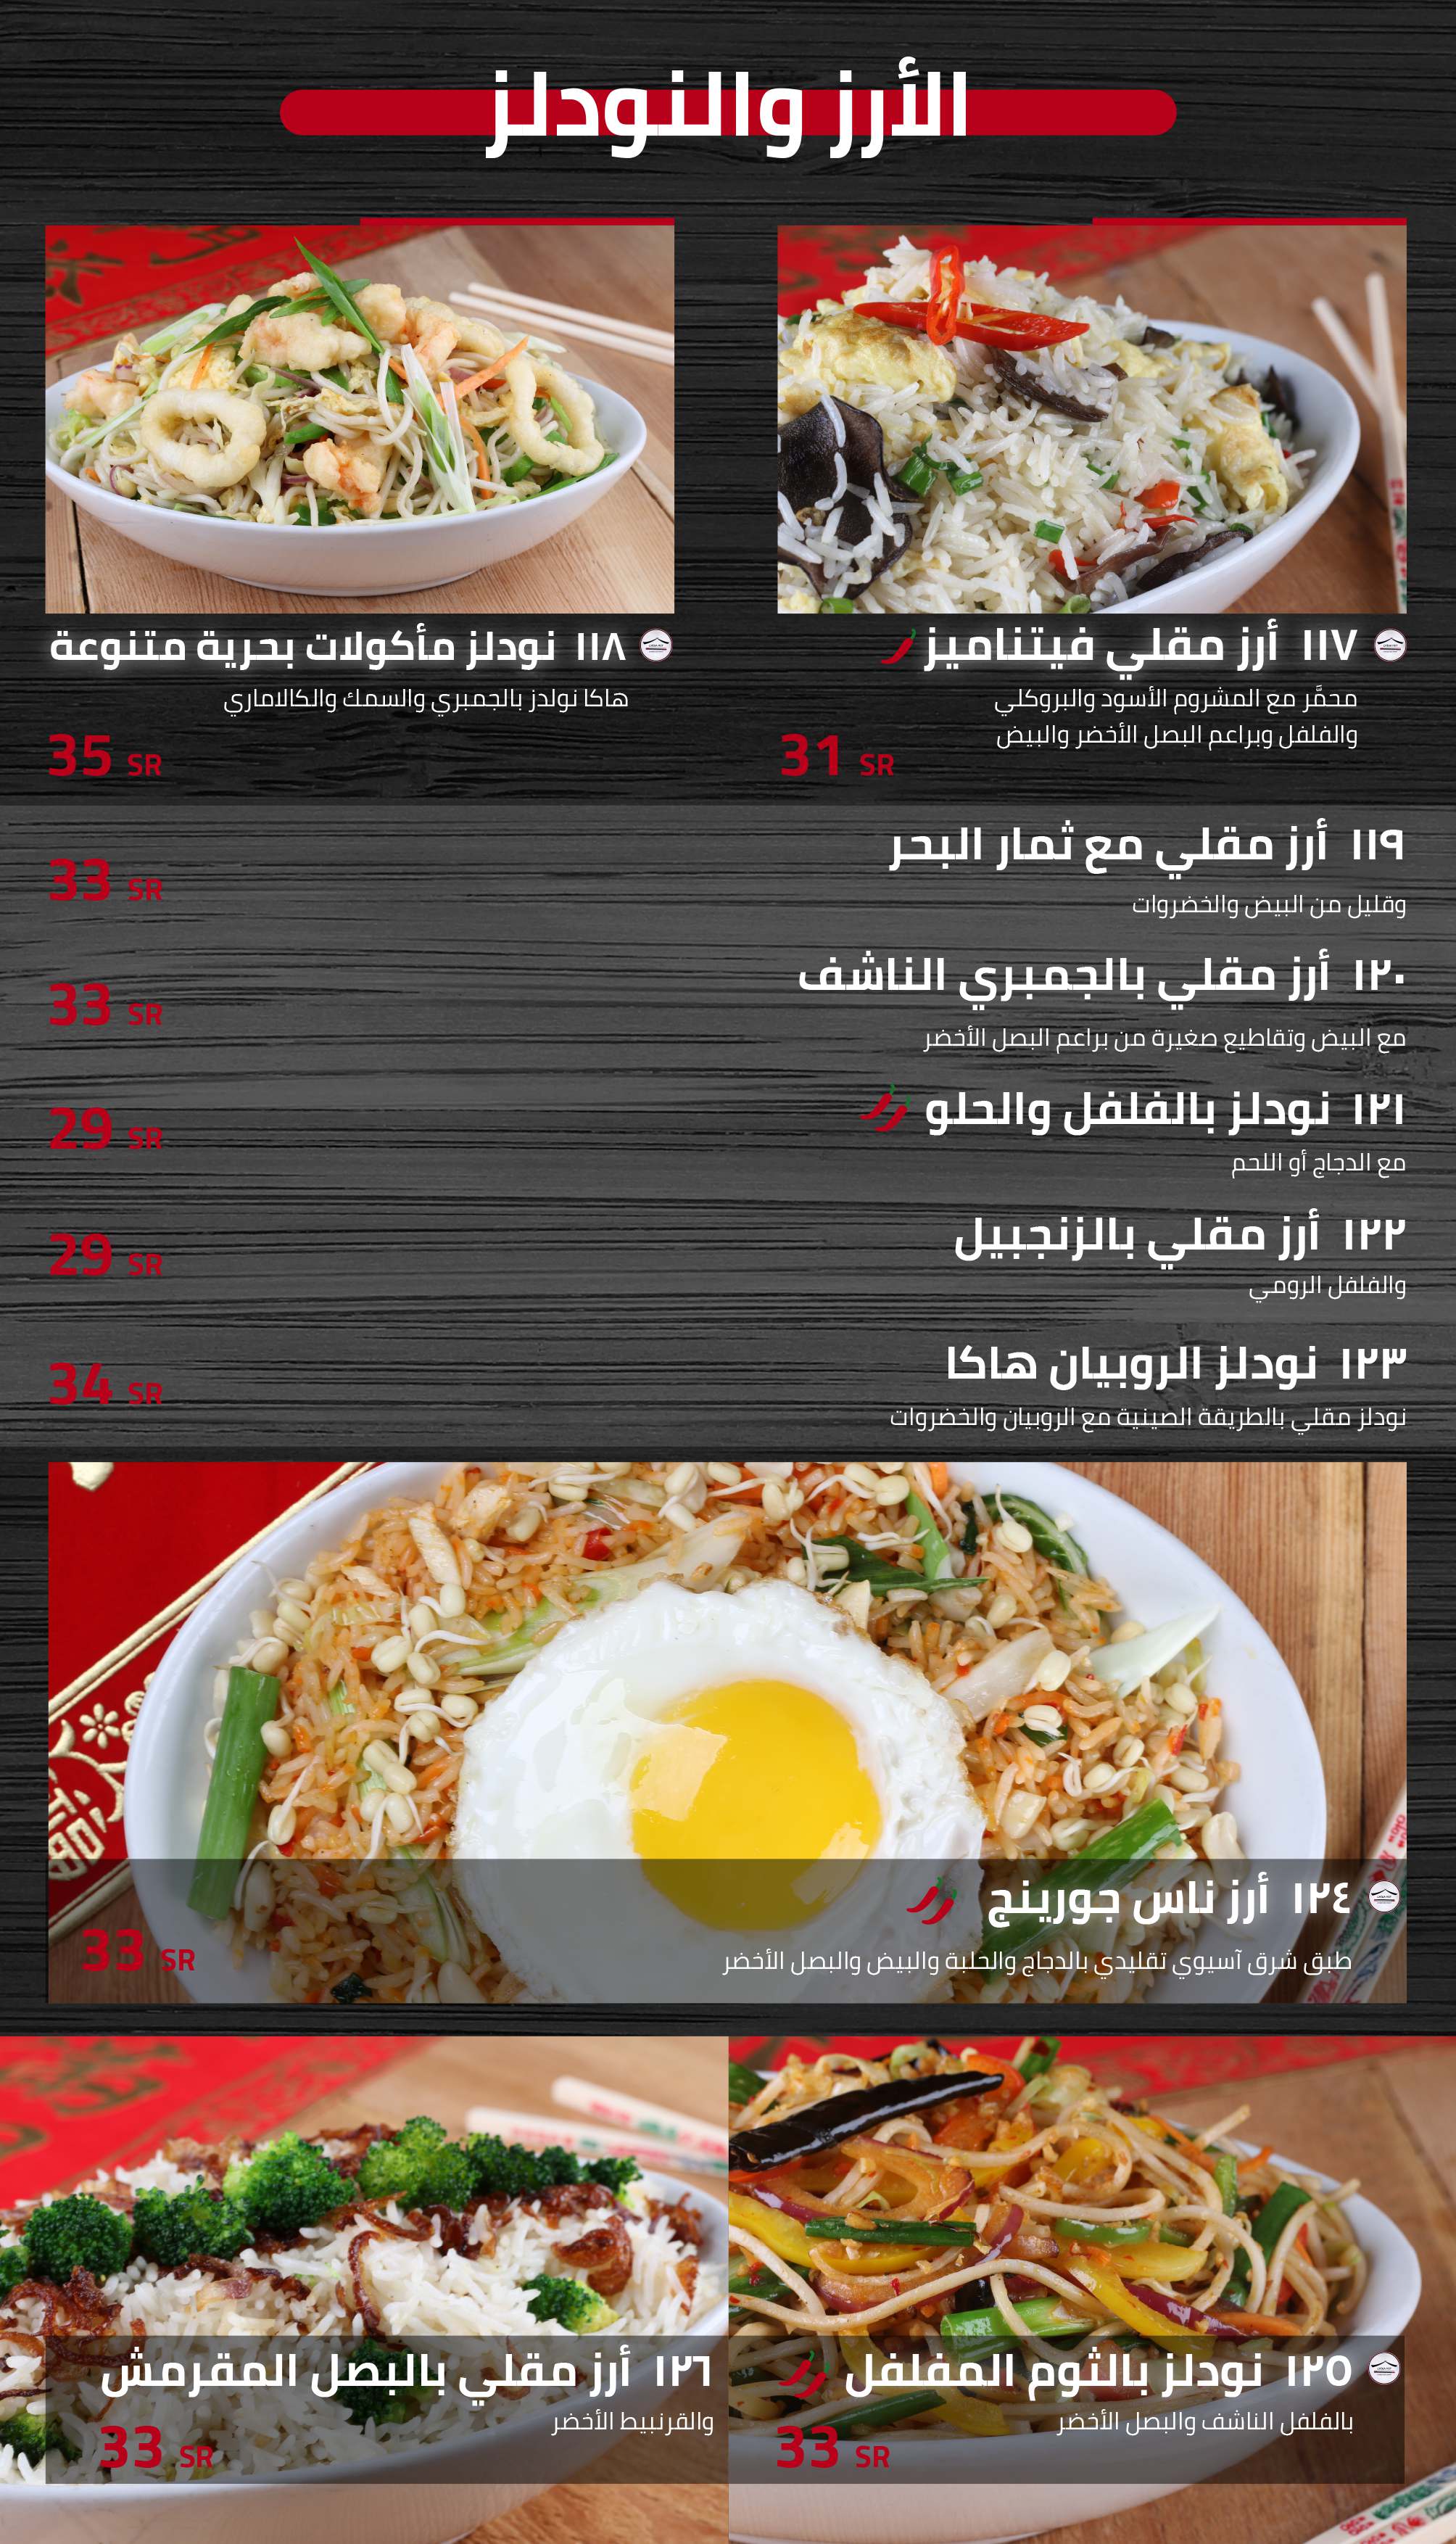 الأرز والنودلز
١١٧ أرز مقلي فيتناميز
محمَّر مع المشروم الأسود والبروكلي
والفلفل وبراعم البصل الأخضر والبيض
31 SR
١١٨ نودلز مأكولات بحرية متنوعة
هاكا نولدز بالجمبري والسمك والكالاماري
35 SR
١١٩ أرز مقلي مع ثمار البحر
وقليل من البيض والخضروات
33 SR
١٢٠ أرز مقلي بالجمبري الناشف
مع البيض وتقاطيع صغيرة من براعم البصل الأخضر
33 SR
١٢١ نودلز بالفلفل والحلو
مع الدجاج أو اللحم
29 SR
١٢٢ أرز مقلي بالزنجبيل
والفلفل الرومي
29 SR
١٢٣ نودلز الروبيان هاكا
نودلز مقلي بالطريقة الصينية مع الروبيان والخضروات
34 SR
١٢٤ أرز ناس جورينج
طبق شرق آسيوي تقليدي بالدجاج والحلبة والبيض والبصل الأخضر
33 SR
١٢٥ نودلز بالثوم المفلفل
بالفلفل الناشف والبصل الأخضر
33 SR
١٢٦ أرز مقلي بالبصل المقرمش
والقرنبيط الأخضر
33 SR